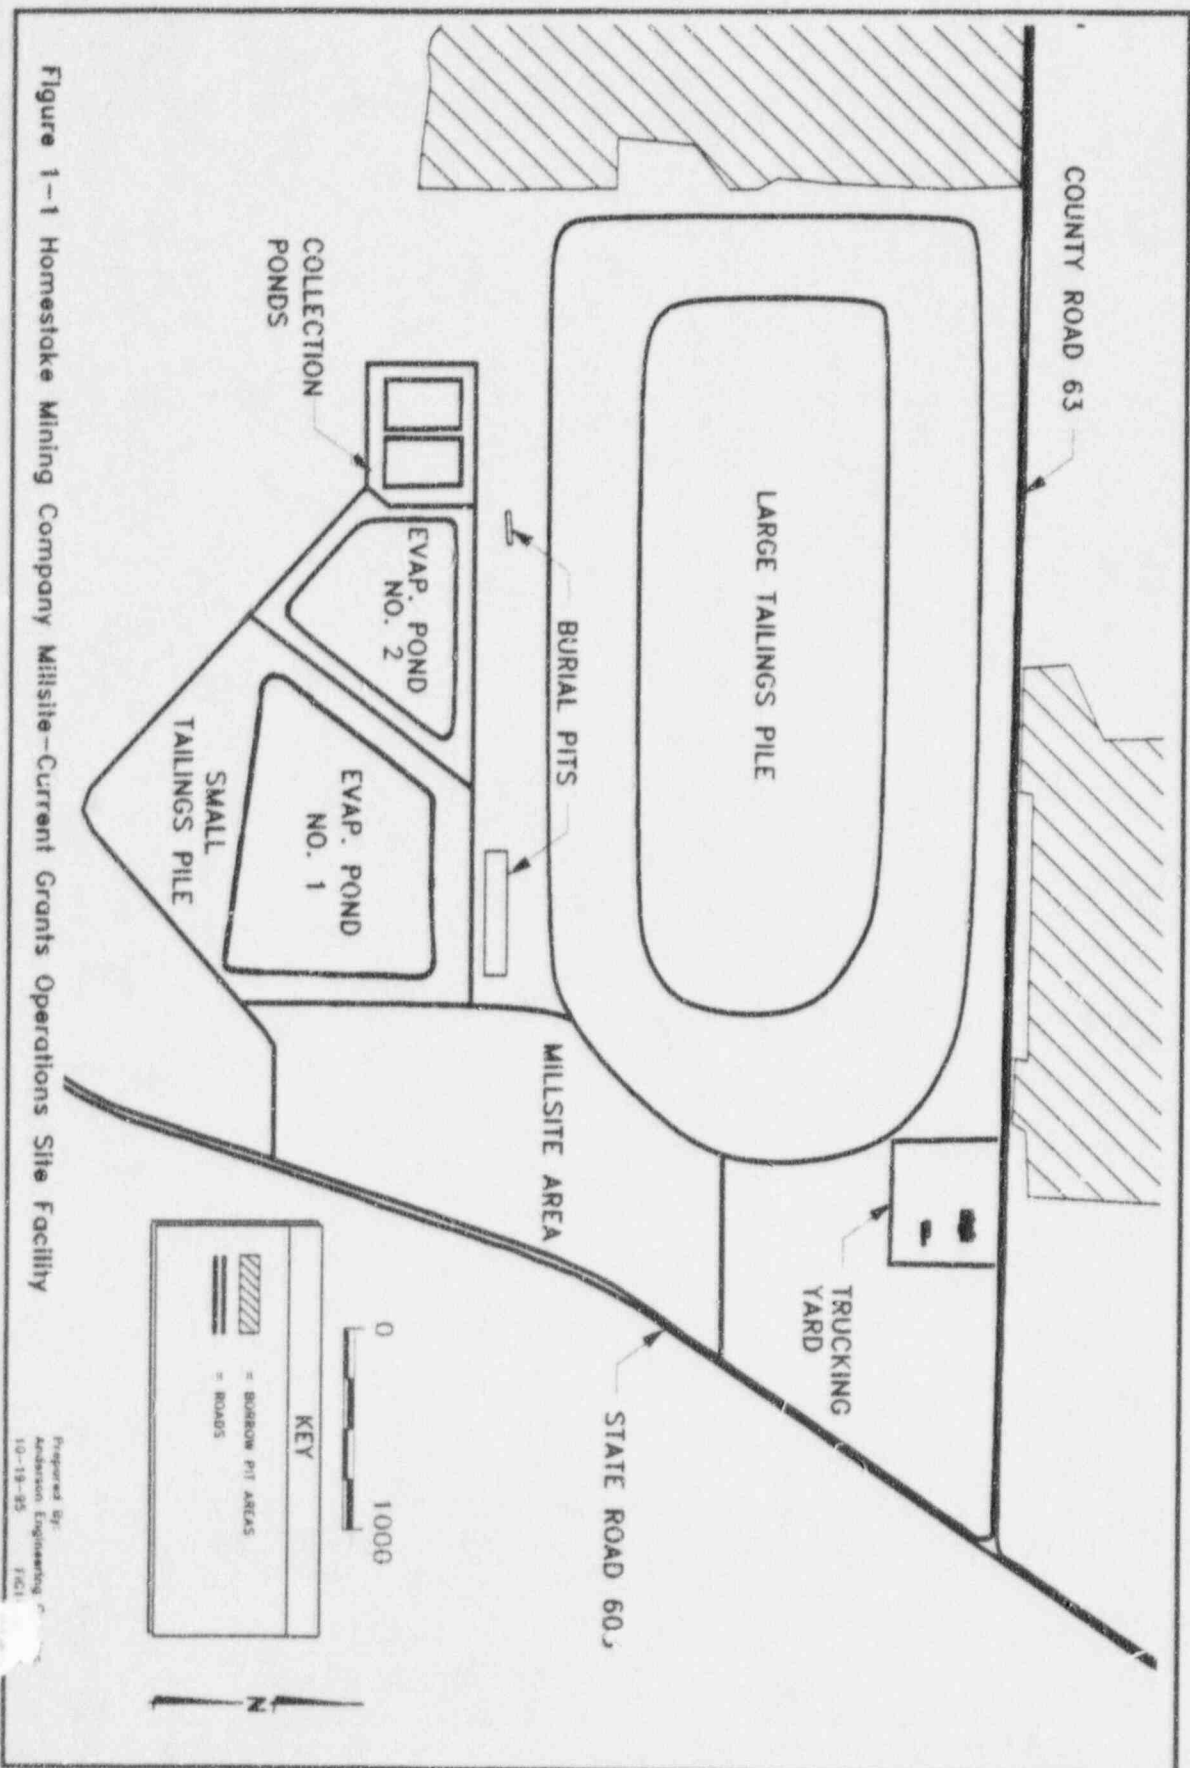 COUNTY ROAD 63
LARGE TAILINGS PILE
BURIAL PITS
COLLECTION
PONDS
EVAP. POND
NO. 2
EVAP. POND
NO. 1
SMALL
TAILINGS PILE
MILLSITE AREA
TRUCKING
YARD
STATE ROAD
0
1000
KEY
= BORROW PIT AREAS
= ROADS
N
Figure 1-1 Homestake Mining Company Millsite-Current Grants Operations Site Facility
Prepared By:
Anderson Engineering
10-19-95